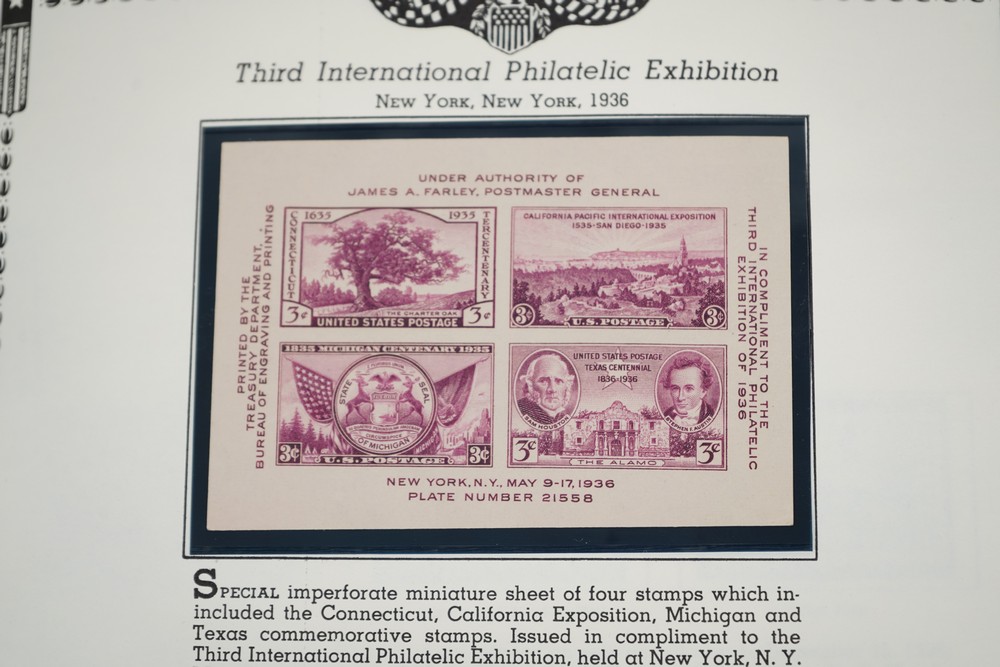 Third International Philatelic Exhibition
New York, New York, 1936
UNDER AUTHORITY OF
JAMES A. FARLEY, POSTMASTER GENERAL
PRINTED BY THE
TREASURY DEPARTMENT,
BUREAU OF ENGRAVING AND PRINTING
CONNECTICUT
1635 1935
TERCENTENARY
THE CHARTER OAK
3¢ UNITED STATES POSTAGE 3¢
CALIFORNIA PACIFIC INTERNATIONAL EXPOSITION
1535·SAN DIEGO·1935
3¢ U.S. POSTAGE 3¢
1835 MICHIGAN CENTENARY 1935
STATE SEAL
OF MICHIGAN
3¢ U.S. POSTAGE 3¢
UNITED STATES POSTAGE
TEXAS CENTENNIAL
1836·1936
SAM HOUSTON
STEPHEN F. AUSTIN
3¢ THE ALAMO 3¢
IN COMPLIMENT TO THE
THIRD INTERNATIONAL PHILATELIC
EXHIBITION OF 1936
NEW YORK, N.Y., MAY 9-17, 1936
PLATE NUMBER 21558
Special imperforate miniature sheet of four stamps which in-
included the Connecticut, California Exposition, Michigan and
Texas commemorative stamps. Issued in compliment to the
Third International Philatelic Exhibition, held at New York, N. Y.